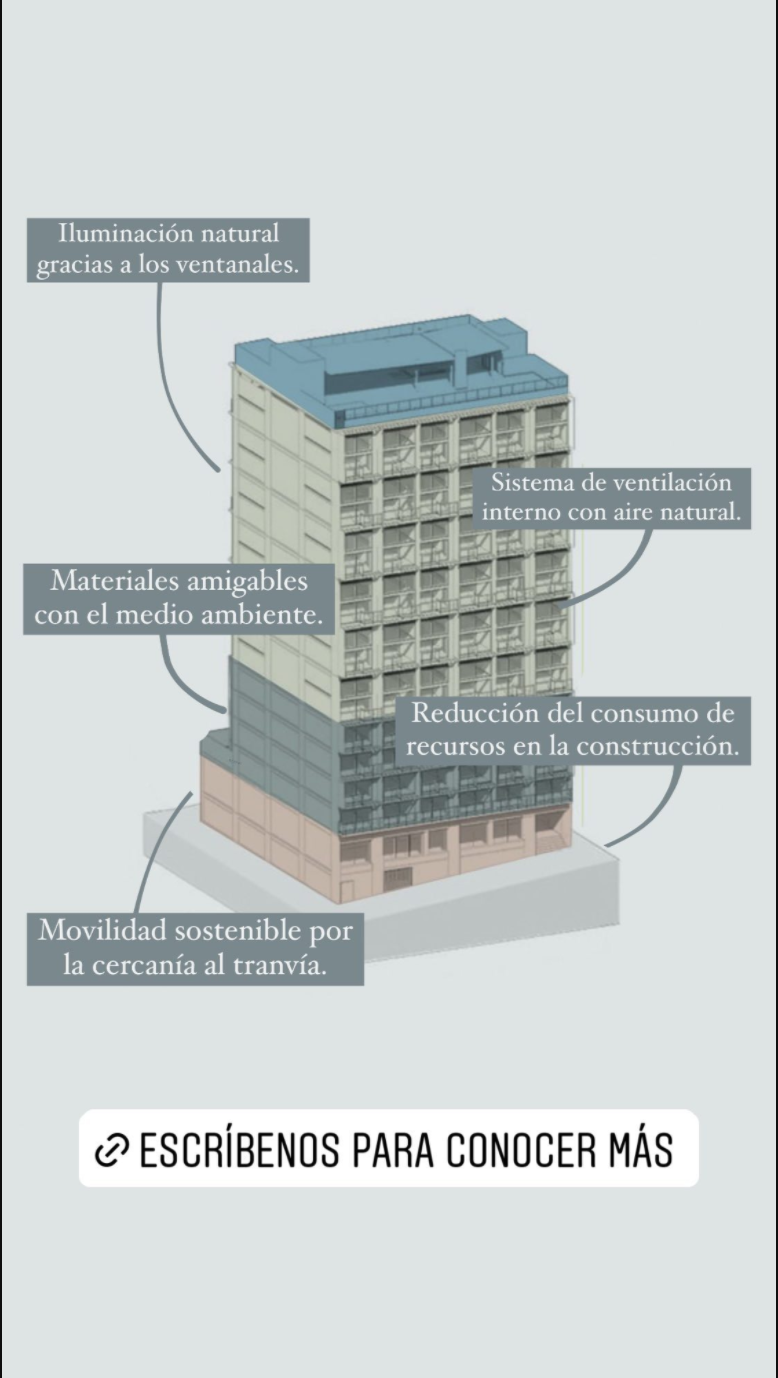 Iluminación natural
gracias a los ventanales.
Sistema de ventilación
interno con aire natural.
Materiales amigables
con el medio ambiente.
Reducción del consumo de
recursos en la construcción.
Movilidad sostenible por
la cercanía al tranvía.
ESCRÍBENOS PARA CONOCER MÁS